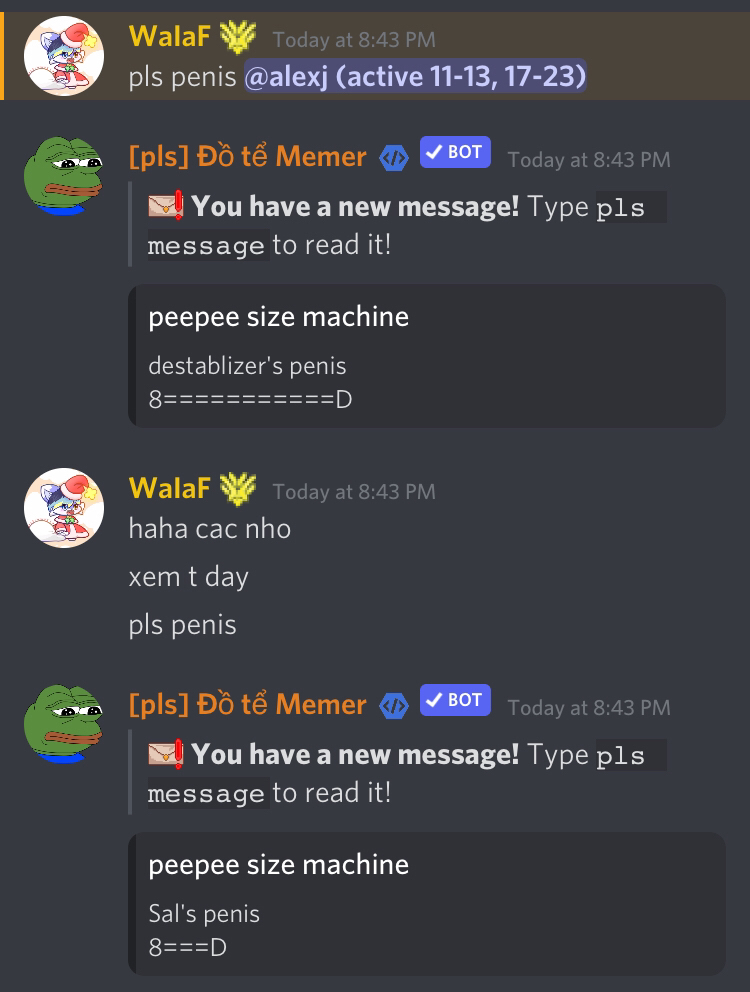 WalaF Today at 8:43 PM
pls penis @alexj (active 11-13, 17-23)
[pls] Đồ tể Memer BOT Today at 8:43 PM
You have a new message! Type pls
message to read it!
peepee size machine
destablizer's penis
8===========D
WalaF Today at 8:43 PM
haha cac nho
xem t day
pls penis
[pls] Đồ tể Memer BOT Today at 8:43 PM
You have a new message! Type pls
message to read it!
peepee size machine
Sal's penis
8===D